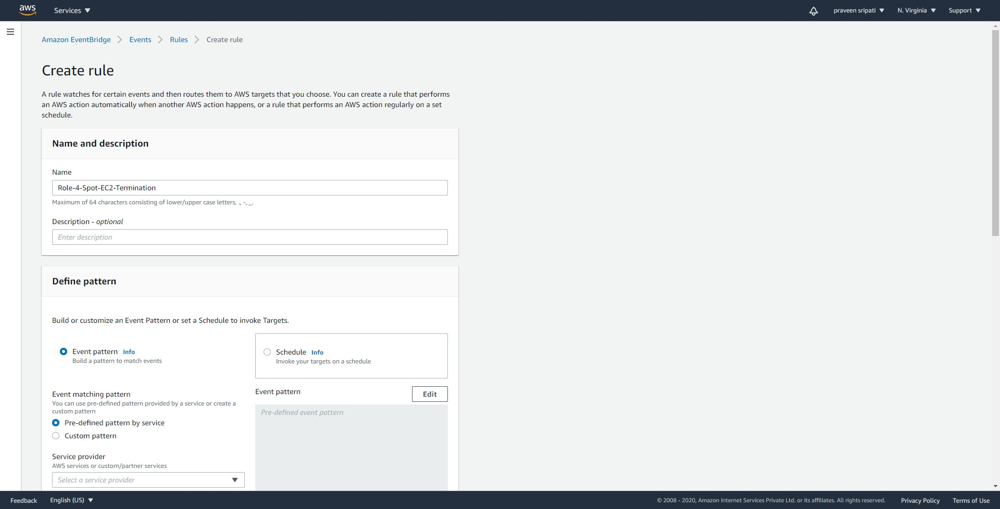 aws
Services
praveen sripati
N. Virginia
Support
Amazon EventBridge
Events
Rules
Create rule
Create rule
A rule watches for certain events and then routes them to AWS targets that you choose. You can create a rule that performs
an AWS action automatically when another AWS action happens, or a rule that performs an AWS action regularly on a set
schedule.
Name and description
Name
Role-4-Spot-EC2-Termination
Maximum of 64 characters consisting of lower/upper case letters, ., -, _.
Description - optional
Enter description
Define pattern
Build or customize an Event Pattern or set a Schedule to invoke Targets.
Event pattern Info
Build a pattern to match events
Schedule Info
Invoke your targets on a schedule
Event matching pattern
You can use pre-defined pattern provided by a service or create a
custom pattern
Pre-defined pattern by service
Custom pattern
Service provider
AWS services or custom/partner services
Select a service provider
Event pattern
Edit
Pre-defined event pattern
Feedback
English (US)
© 2008 - 2020, Amazon Internet Services Private Ltd. or its affiliates. All rights reserved.
Privacy Policy
Terms of Use